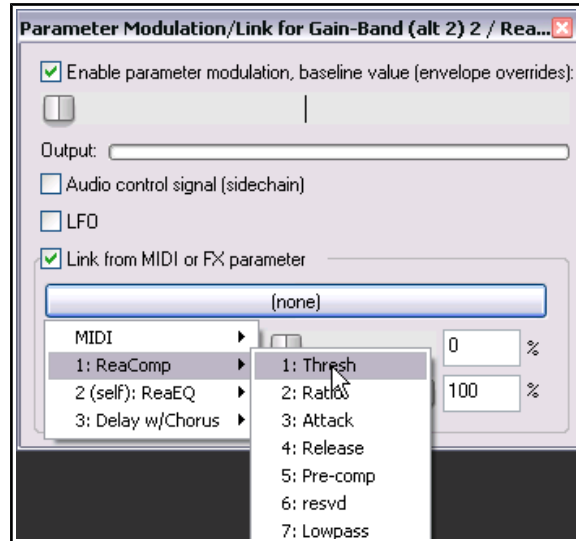 Parameter Modulation/Link for Gain-Band (alt 2) 2 / Rea...
Enable parameter modulation, baseline value (envelope overrides):
Output:
Audio control signal (sidechain)
LFO
Link from MIDI or FX parameter
(none)
MIDI
0 %
1: ReaComp
1: Thresh
2 (self): ReaEQ
2: Ratio
100 %
3: Delay w/Chorus
3: Attack
4: Release
5: Pre-comp
6: resvd
7: Lowpass